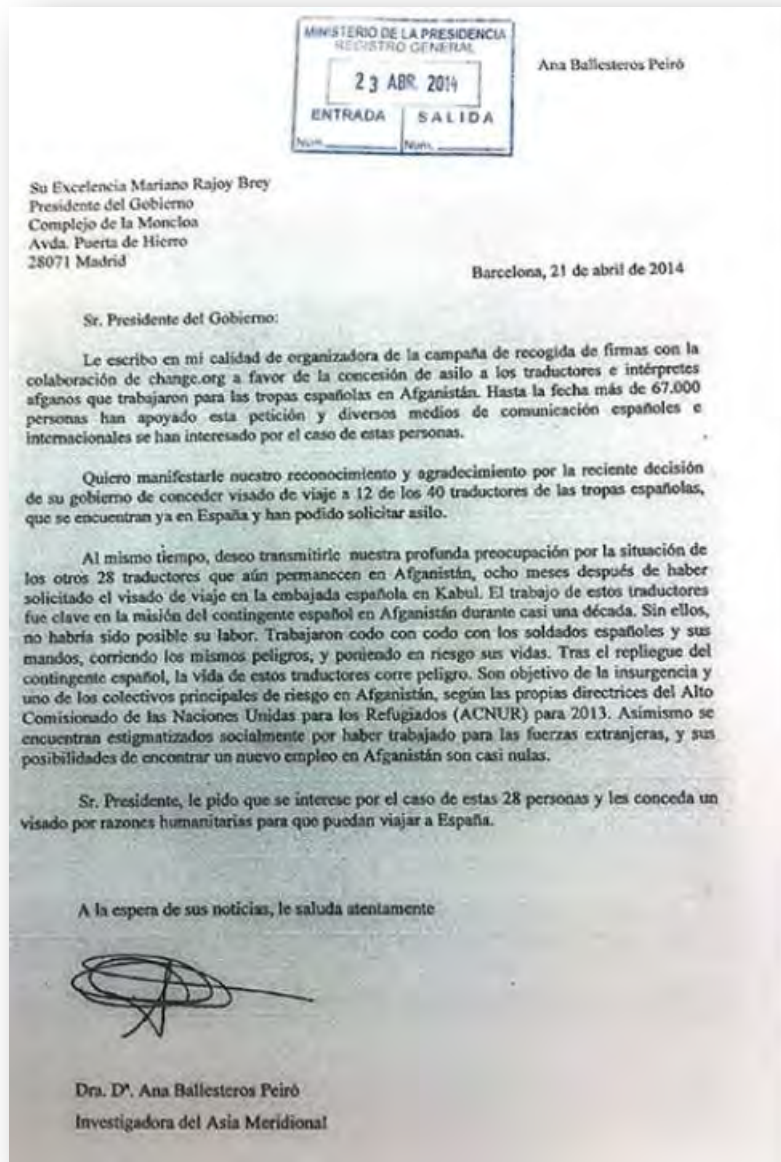 MINISTERIO DE LA PRESIDENCIA
REGISTRO GENERAL
23 ABR. 2014
ENTRADA SALIDA
Núm. Núm.
Ana Ballesteros Peiró
Su Excelencia Mariano Rajoy Brey
Presidente del Gobierno
Complejo de la Moncloa
Avda. Puerta de Hierro
28071 Madrid
Barcelona, 21 de abril de 2014
Sr. Presidente del Gobierno:
Le escribo en mi calidad de organizadora de la campaña de recogida de firmas con la
colaboración de change.org a favor de la concesión de asilo a los traductores e intérpretes
afganos que trabajaron para las tropas españolas en Afganistán. Hasta la fecha más de 67.000
personas han apoyado esta petición y diversos medios de comunicación españoles e
internacionales se han interesado por el caso de estas personas.
Quiero manifestarle nuestro reconocimiento y agradecimiento por la reciente decisión
de su gobierno de conceder visado de viaje a 12 de los 40 traductores de las tropas españolas,
que se encuentran ya en España y han podido solicitar asilo.
Al mismo tiempo, deseo transmitirle nuestra profunda preocupación por la situación de
los otros 28 traductores que aún permanecen en Afganistán, ocho meses después de haber
solicitado el visado de viaje en la embajada española en Kabul. El trabajo de estos traductores
fue clave en la misión del contingente español en Afganistán durante casi una década. Sin ellos,
no habría sido posible su labor. Trabajaron codo con codo con los soldados españoles y sus
mandos, corriendo los mismos peligros, y poniendo en riesgo sus vidas. Tras el repliegue del
contingente español, la vida de estos traductores corre peligro. Son objetivo de la insurgencia y
uno de los colectivos principales de riesgo en Afganistán, según las propias directrices del Alto
Comisionado de las Naciones Unidas para los Refugiados (ACNUR) para 2013. Asimismo se
encuentran estigmatizados socialmente por haber trabajado para las fuerzas extranjeras, y sus
posibilidades de encontrar un nuevo empleo en Afganistán son casi nulas.
Sr. Presidente, le pido que se interese por el caso de estas 28 personas y les conceda un
visado por razones humanitarias para que puedan viajar a España.
A la espera de sus noticias, le saluda atentamente
Dra. Dª. Ana Ballesteros Peiró
Investigadora del Asia Meridional